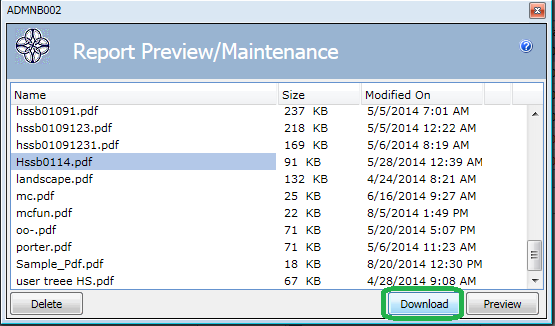 ADMNB002
Report Preview/Maintenance
?
Name Size Modified On
hssb01091.pdf 237 KB 5/5/2014 7:01 AM
hssb0109123.pdf 218 KB 5/5/2014 12:22 AM
hssb01091231.pdf 169 KB 5/6/2014 8:19 AM
Hssb0114.pdf 91 KB 5/28/2014 12:39 AM
landscape.pdf 132 KB 4/24/2014 8:21 AM
mc.pdf 25 KB 6/16/2014 9:27 AM
mcfun.pdf 22 KB 8/5/2014 1:49 PM
oo-.pdf 71 KB 5/20/2014 5:07 PM
porter.pdf 71 KB 5/6/2014 11:23 AM
Sample_Pdf.pdf 18 KB 8/20/2014 12:30 PM
user treee HS.pdf 67 KB 4/28/2014 9:08 AM
Delete Download Preview